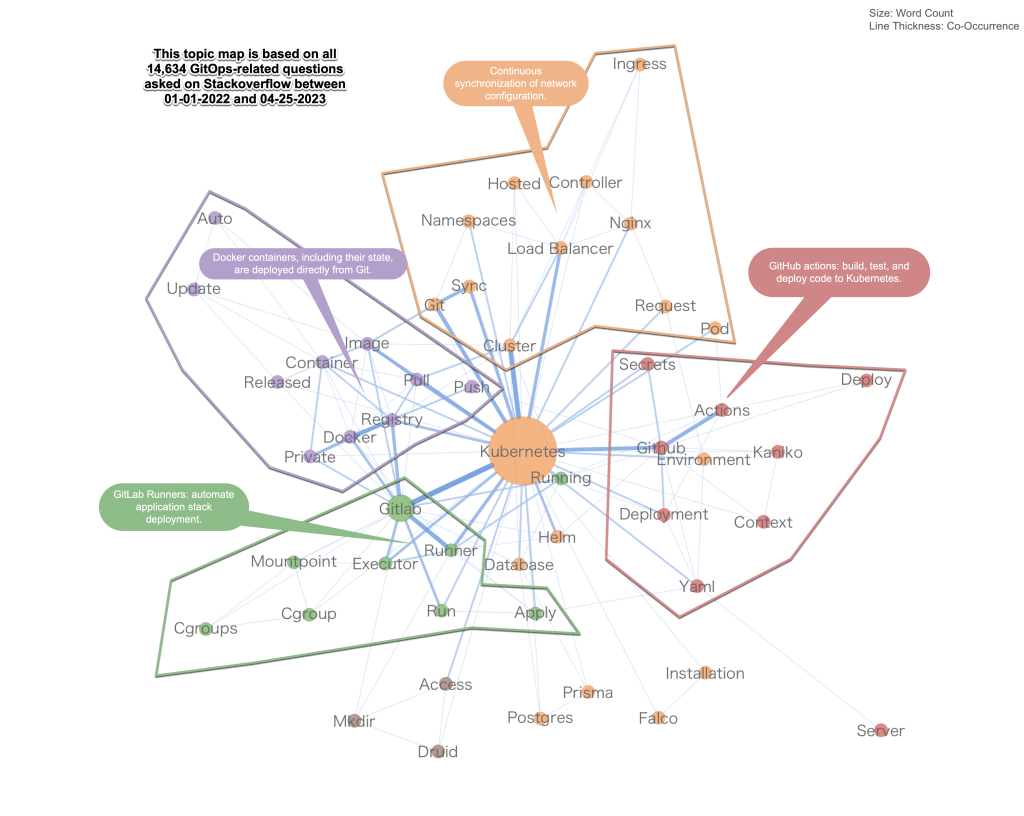 Size: Word Count
Line Thickness: Co-Occurrence
This topic map is based on all
14,634 GitOps-related questions
asked on Stackoverflow between
01-01-2022 and 04-25-2023
Ingress
Continuous
synchronization of network
configuration.
Hosted
Controller
Namespaces
Nginx
Auto
Load Balancer
Docker containers, including their state,
are deployed directly from Git.
GitHub actions: build, test, and
deploy code to Kubernetes.
Update
Sync
Git
Request
Pod
Image
Cluster
Container
Secrets
Released
Pull
Push
Deploy
Registry
Actions
Docker
Private
Kubernetes
Github
Environment
Kaniko
Running
GitLab Runners: automate
application stack
deployment.
Gitlab
Deployment
Context
Helm
Runner
Mountpoint
Executor
Database
Yaml
Cgroup
Run
Apply
Cgroups
Installation
Access
Prisma
Mkdir
Postgres
Falco
Server
Druid